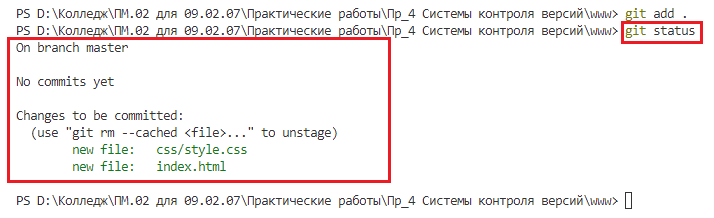 PS D:\Колледж\ПМ.02 для 09.02.07\Практические работы\Пр_4 Системы контроля версий\www> git add .
PS D:\Колледж\ПМ.02 для 09.02.07\Практические работы\Пр_4 Системы контроля версий\www> git status
On branch master
No commits yet
Changes to be committed:
(use "git rm --cached <file>..." to unstage)
new file: css/style.css
new file: index.html
PS D:\Колледж\ПМ.02 для 09.02.07\Практические работы\Пр_4 Системы контроля версий\www>